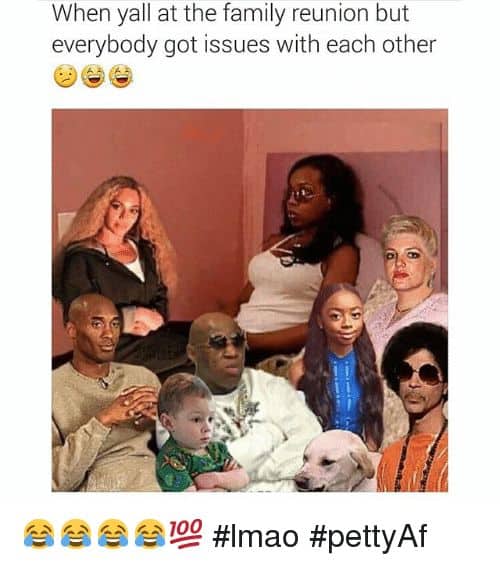 When yall at the family reunion but
everybody got issues with each other
😕😂😂
😂😂😂😂💯 #lmao #pettyAf